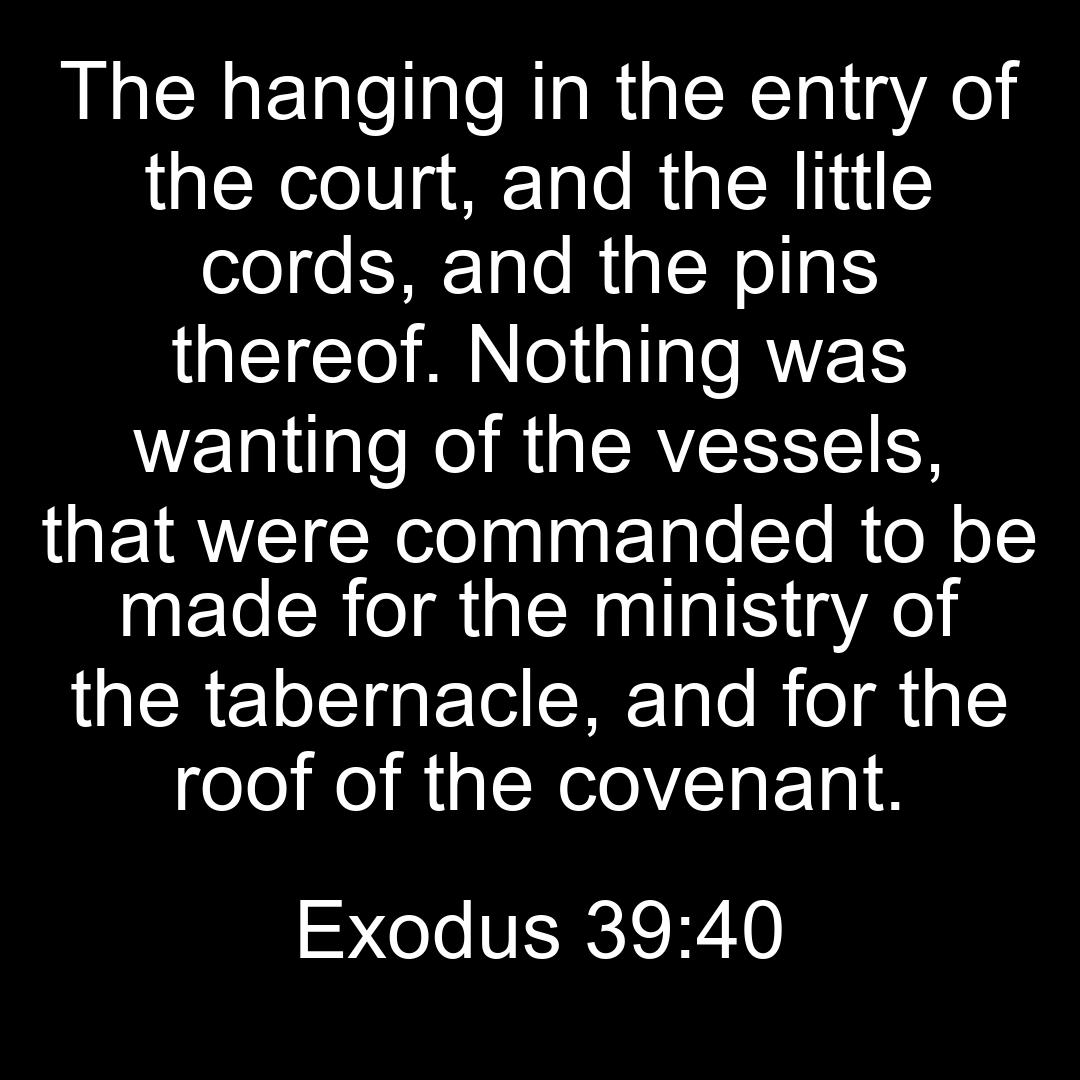 The hanging in the entry of
the court, and the little
cords, and the pins
thereof. Nothing was
wanting of the vessels,
that were commanded to be
made for the ministry of
the tabernacle, and for the
roof of the covenant.
Exodus 39:40